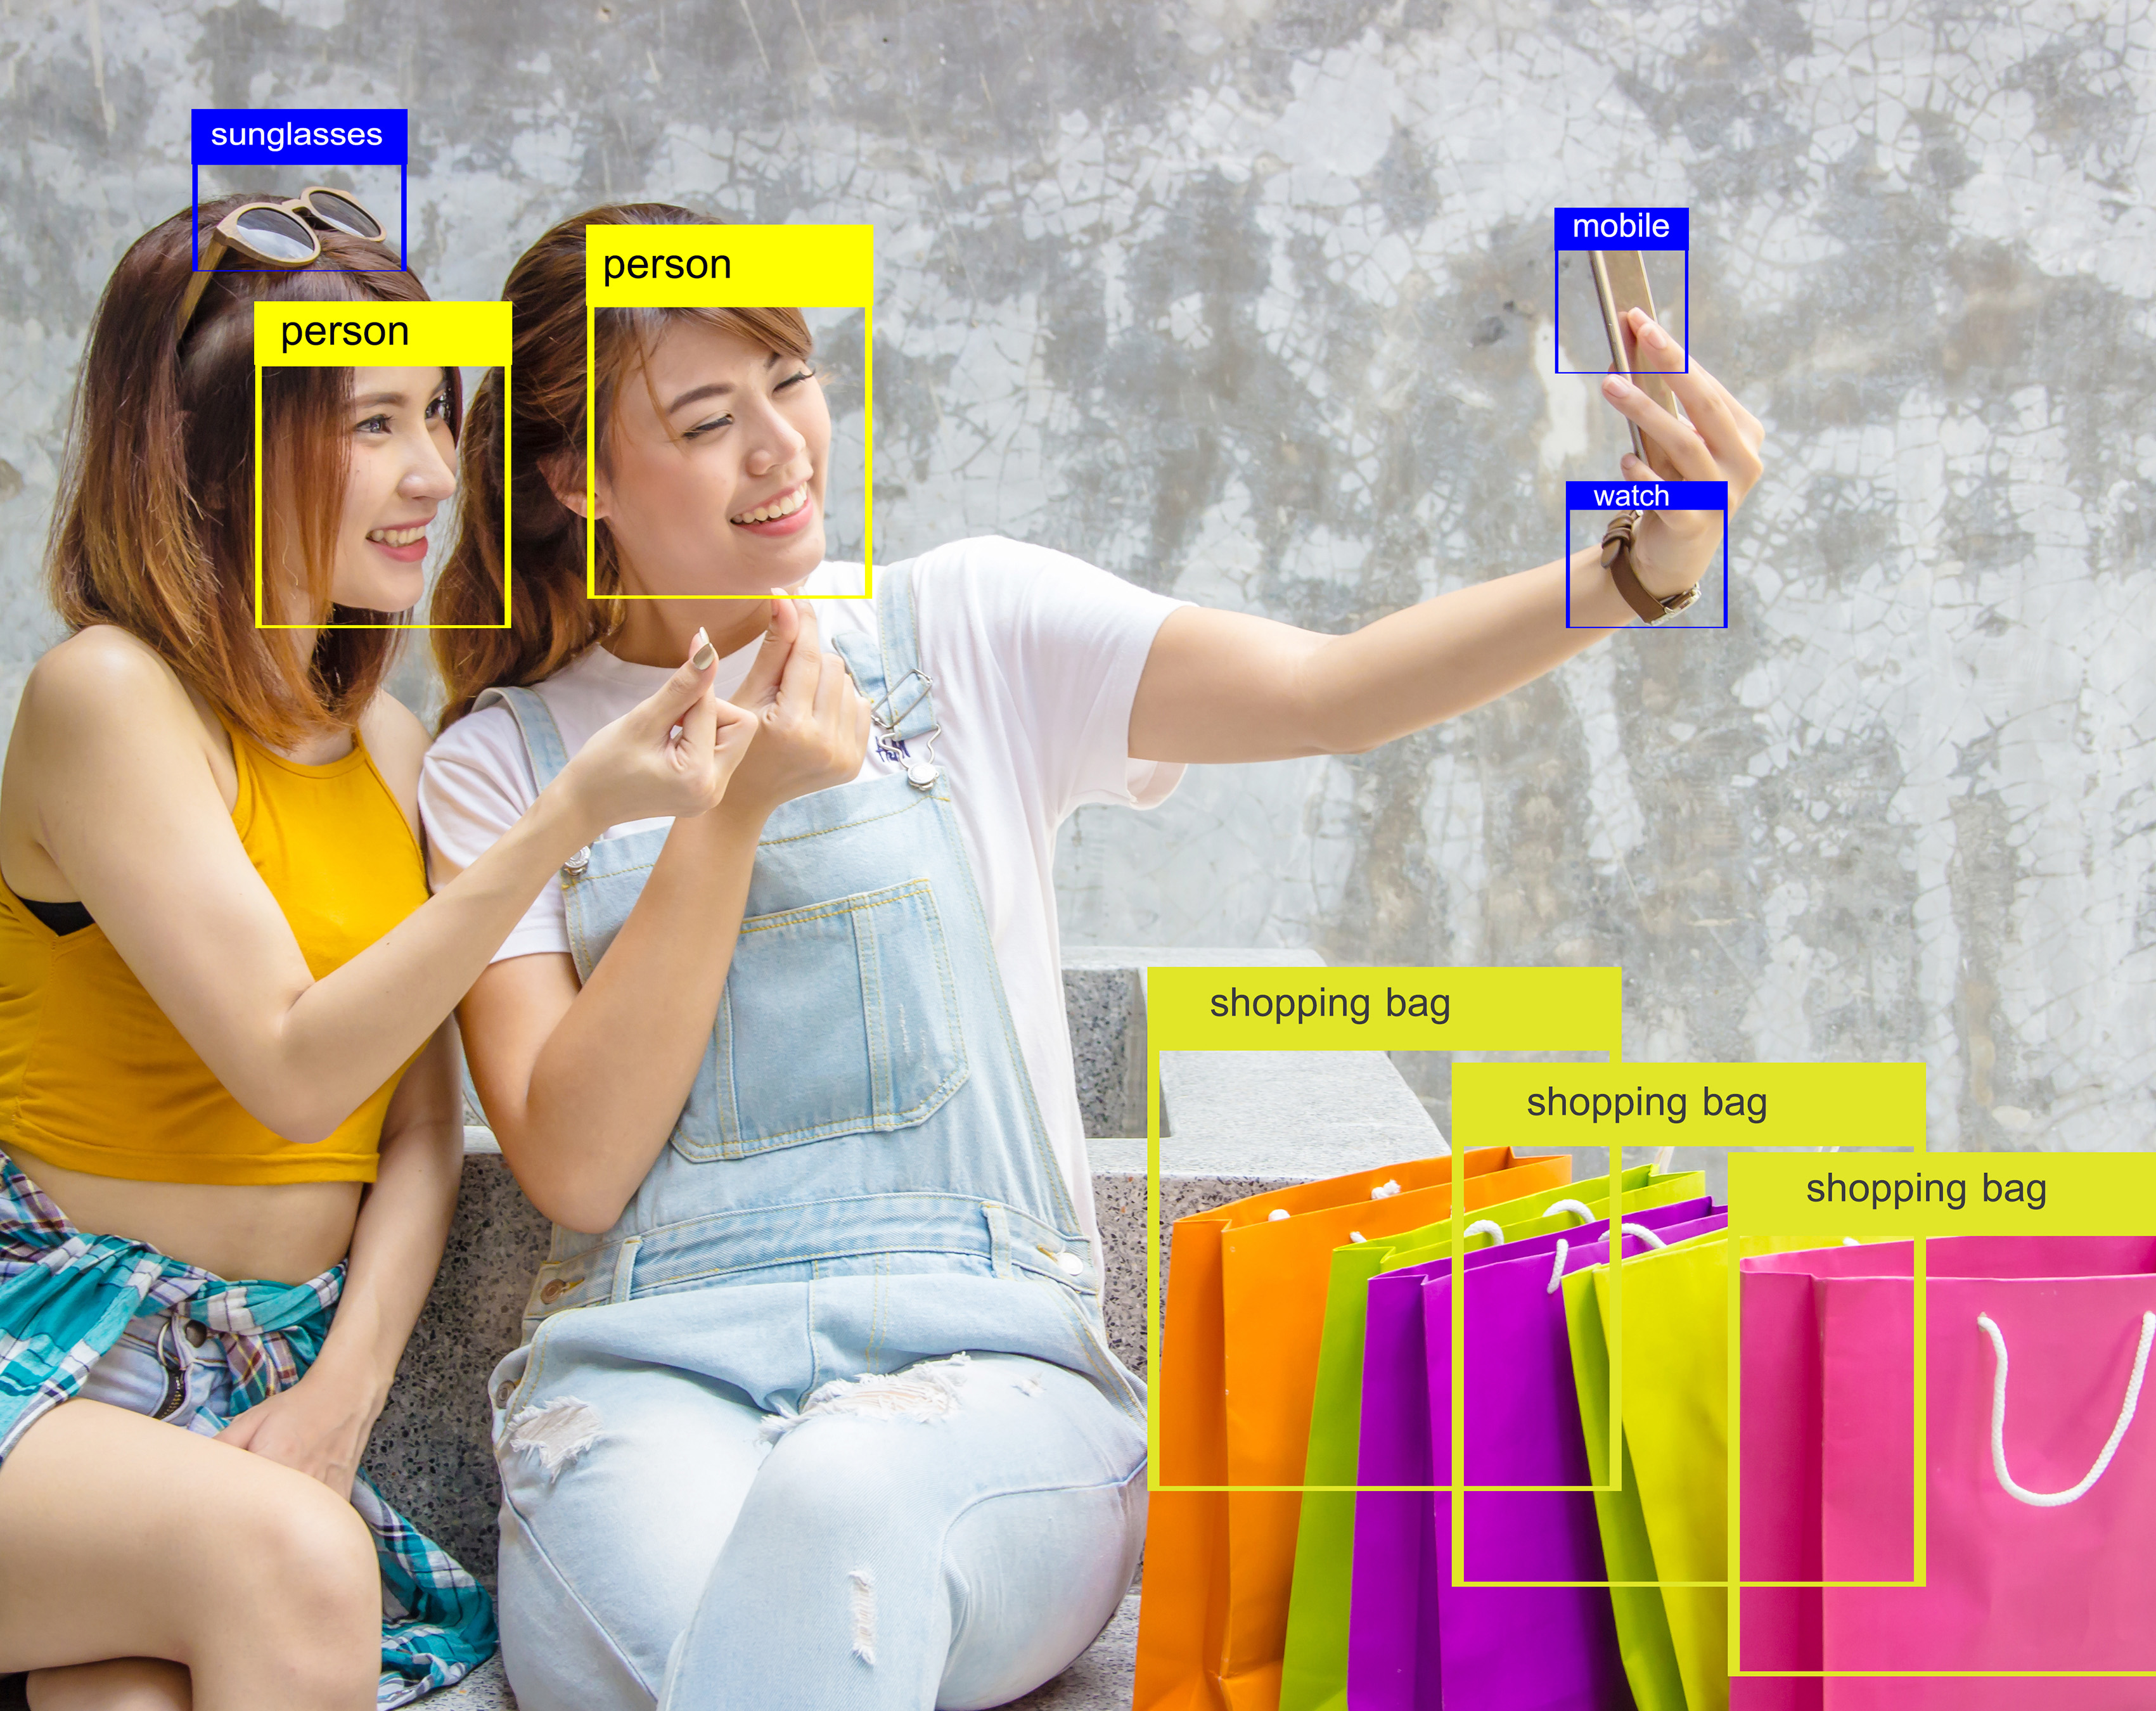 sunglasses
mobile
person
person
watch
shopping bag
shopping bag
shopping bag